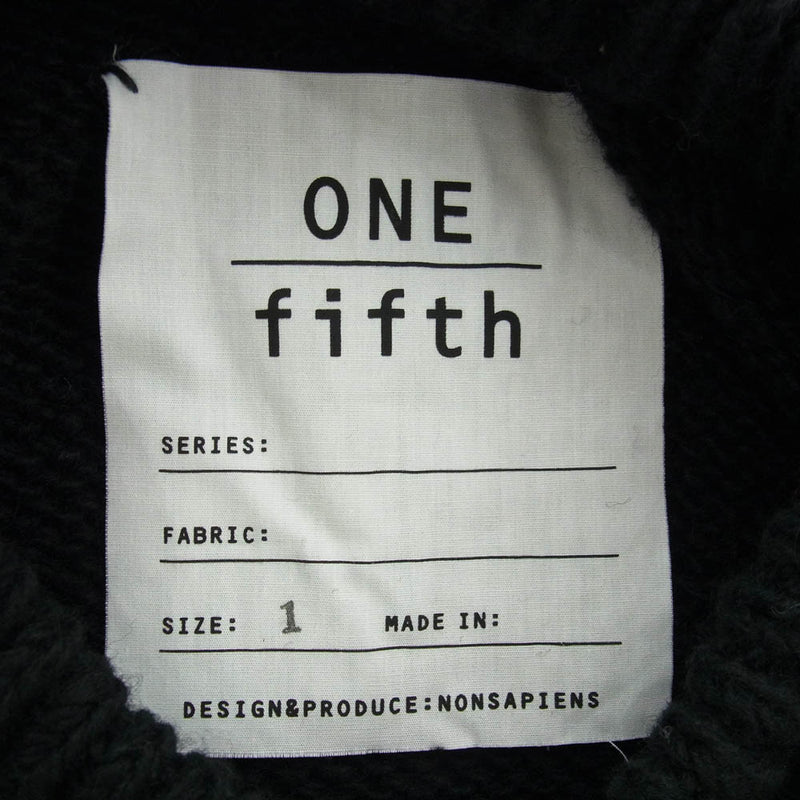 ONE
fifth
SERIES:
FABRIC:
SIZE: 1 MADE IN:
DESIGN&PRODUCE:NONSAPIENS